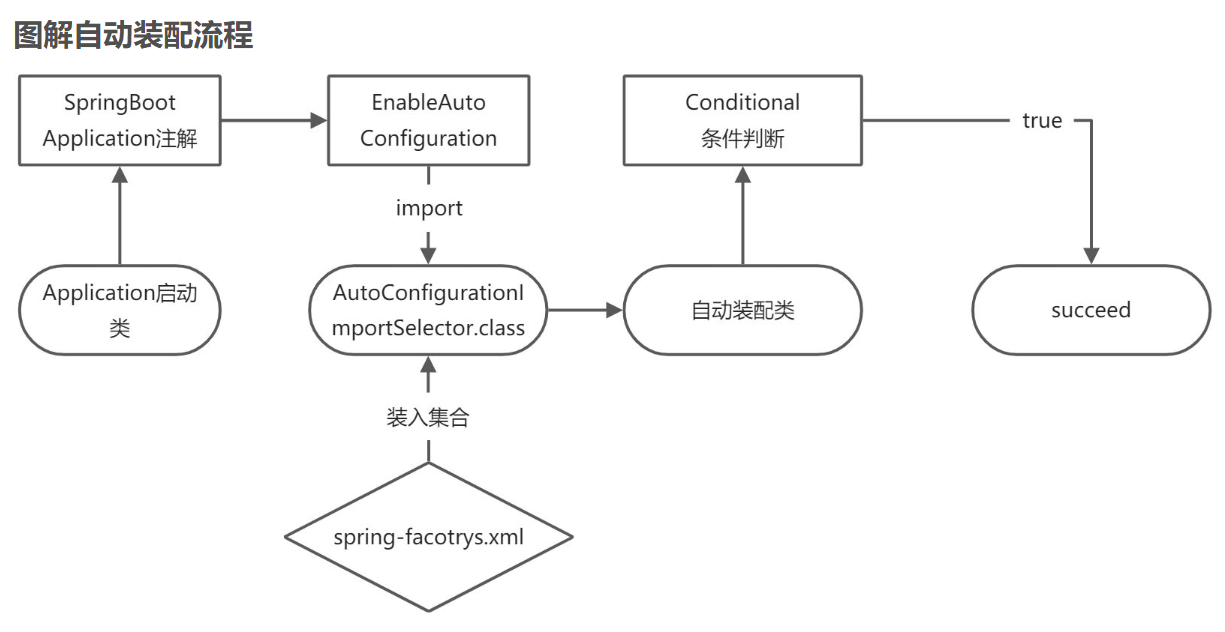 图解自动装配流程
SpringBoot
Application注解
EnableAuto
Configuration
Conditional
条件判断
true
import
Application启动
类
AutoConfigurationI
mportSelector.class
自动装配类
succeed
装入集合
spring-facotrys.xml